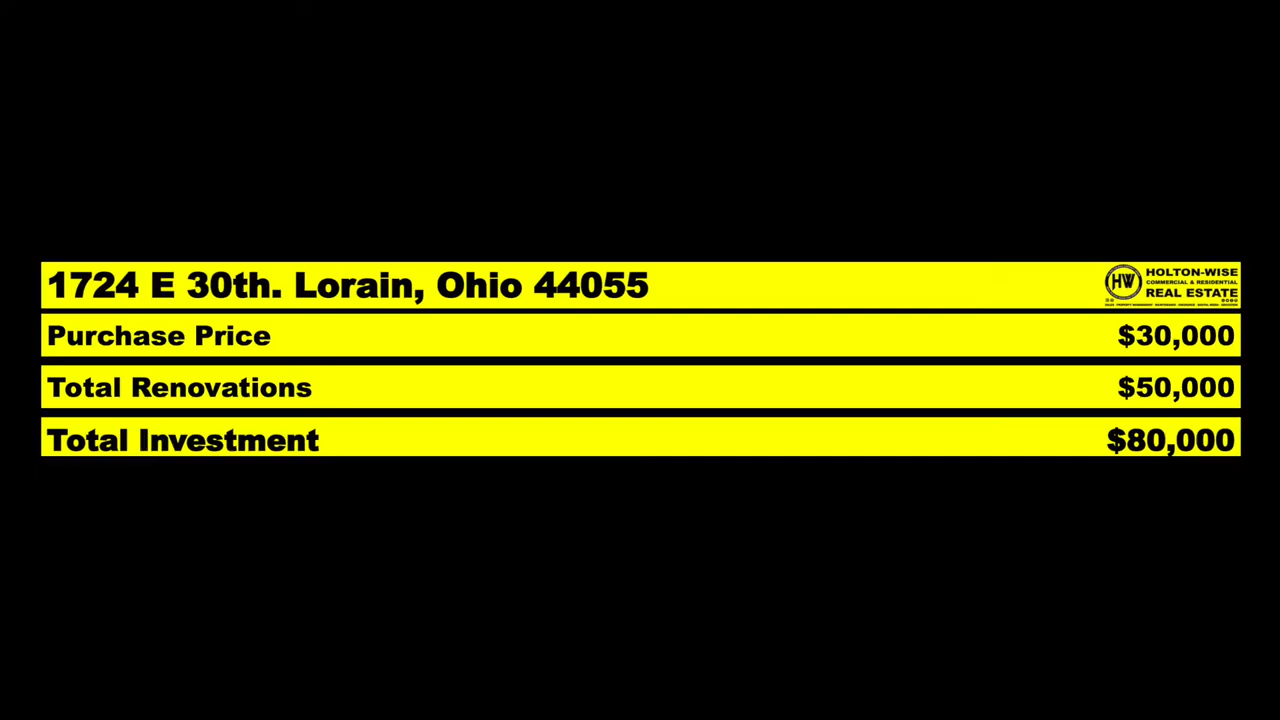 1724 E 30th. Lorain, Ohio 44055
HW
HOLTON-WISE
COMMERCIAL & RESIDENTIAL
REAL ESTATE
Purchase Price $30,000
Total Renovations $50,000
Total Investment $80,000